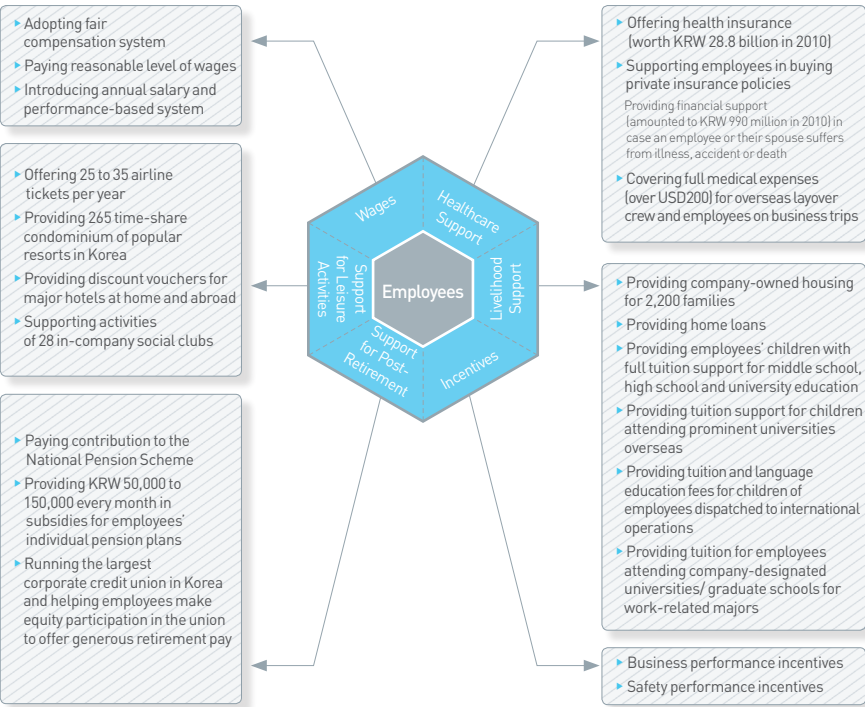 Adopting fair
compensation system
Paying reasonable level of wages
Introducing annual salary and
performance-based system
Offering 25 to 35 airline
tickets per year
Providing 265 time-share
condominium of popular
resorts in Korea
Providing discount vouchers for
major hotels at home and abroad
Supporting activities
of 28 in-company social clubs
Paying contribution to the
National Pension Scheme
Providing KRW 50,000 to
150,000 every month in
subsidies for employees’
individual pension plans
Running the largest
corporate credit union in Korea
and helping employees make
equity participation in the union
to offer generous retirement pay
Wages
Healthcare
Support
Support
for Leisure
Activities
Employees
Livelihood
Support
Support
for Post-
Retirement
Incentives
Offering health insurance
(worth KRW 28.8 billion in 2010)
Supporting employees in buying
private insurance policies
Providing financial support
(amounted to KRW 990 million in 2010) in
case an employee or their spouse suffers
from illness, accident or death
Covering full medical expenses
(over USD200) for overseas layover
crew and employees on business trips
Providing company-owned housing
for 2,200 families
Providing home loans
Providing employees’ children with
full tuition support for middle school,
high school and university education
Providing tuition support for children
attending prominent universities
overseas
Providing tuition and language
education fees for children of
employees dispatched to international
operations
Providing tuition for employees
attending company-designated
universities/ graduate schools for
work-related majors
Business performance incentives
Safety performance incentives